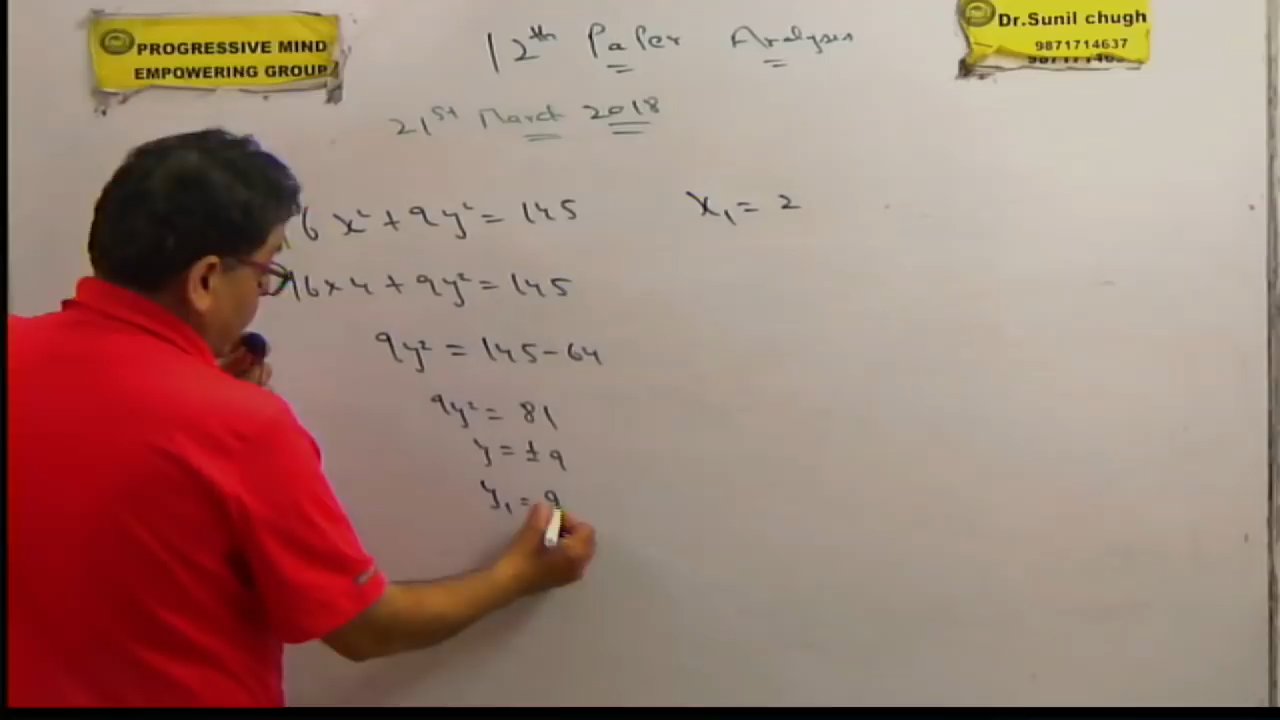 PROGRESSIVE MIND
EMPOWERING GROUP
Dr.Sunil chugh
9871714637
12th Paper Analysis
21st March 2018
6x² + 9y² = 145
x₁ = 2
16 × 4 + 9y² = 145
9y² = 145 - 64
9y² = 81
y = ± 9
y₁ = 9